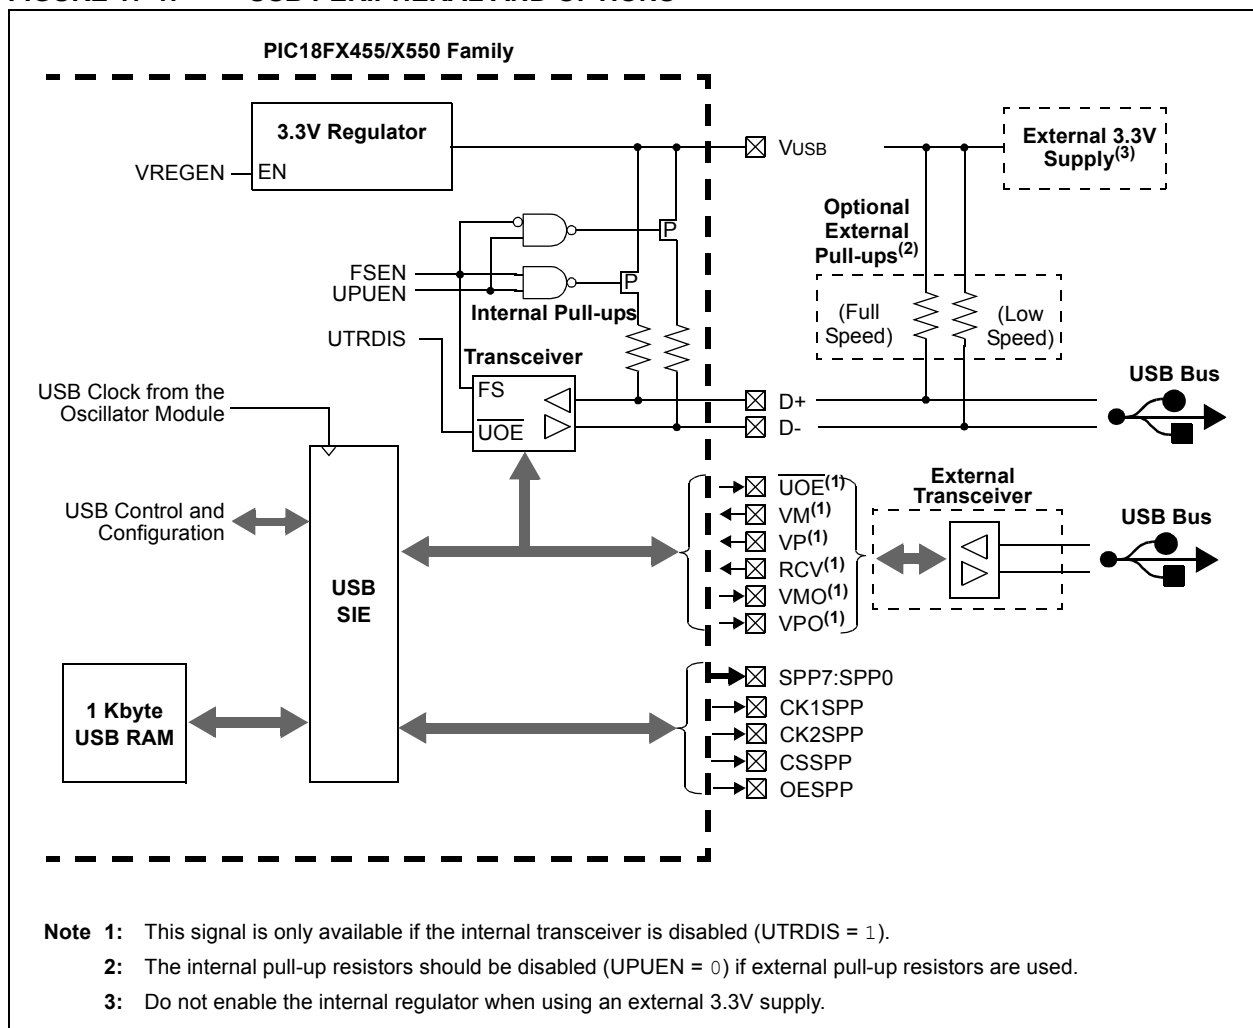 PIC18FX455/X550 Family
3.3V Regulator
EN
VREGEN
VUSB
External 3.3V
Supply(3)
Optional
External
Pull-ups(2)
P
P
FSEN
UPUEN
Internal Pull-ups
(Full
Speed)
(Low
Speed)
UTRDIS
Transceiver
FS
UOE
USB Clock from the
Oscillator Module
D+
D-
USB Bus
USB Control and
Configuration
USB
SIE
UOE(1)
VM(1)
VP(1)
RCV(1)
VMO(1)
VPO(1)
External
Transceiver
USB Bus
1 Kbyte
USB RAM
SPP7:SPP0
CK1SPP
CK2SPP
CSSPP
OESPP
Note 1: This signal is only available if the internal transceiver is disabled (UTRDIS = 1).
2: The internal pull-up resistors should be disabled (UPUEN = 0) if external pull-up resistors are used.
3: Do not enable the internal regulator when using an external 3.3V supply.